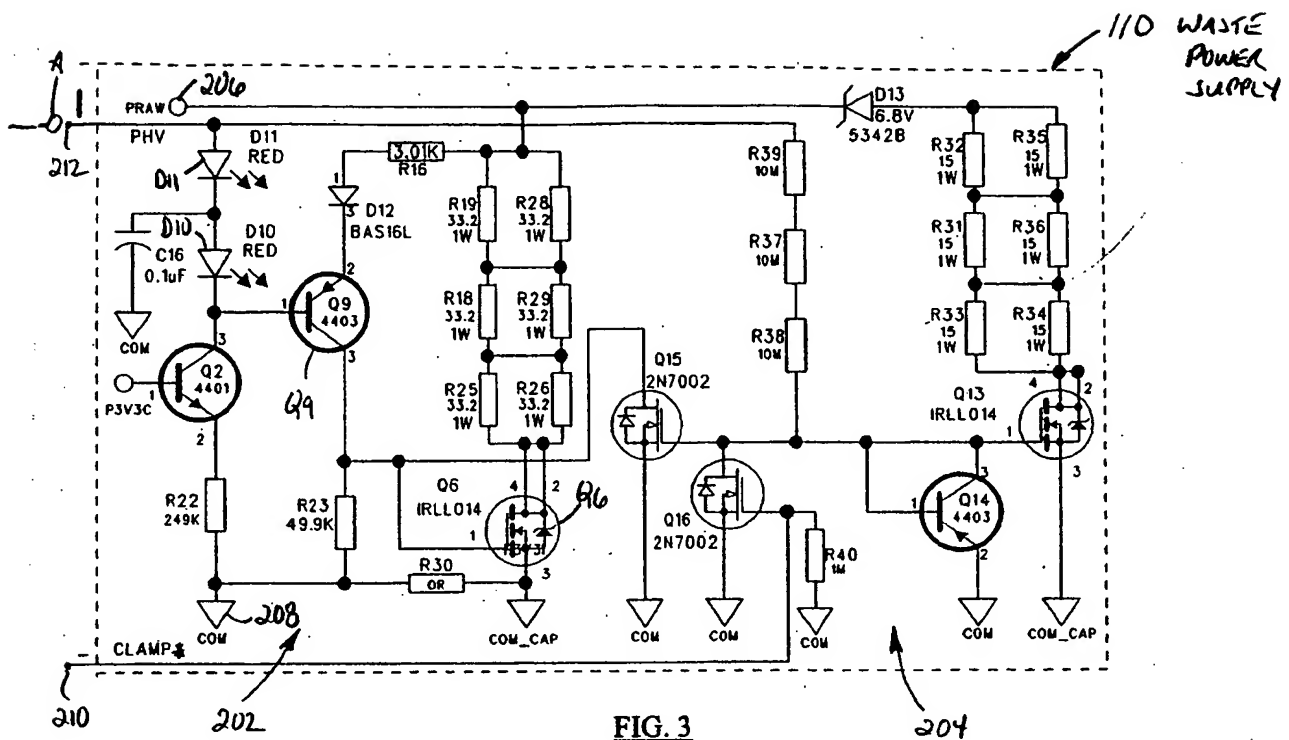 110 WASTE
POWER
SUPPLY
A
206
PRAW
PHV
212
D13
6.8V
5342B
D11
RED
D11
3.01K
R16
1
3
D12
BAS16L
D10
D10
RED
C16
0.1uF
COM
R19
33.2
1W
R28
33.2
1W
R39
10M
R32
15
1W
R35
15
1W
R18
33.2
1W
R29
33.2
1W
R37
10M
R31
15
1W
R36
15
1W
R25
33.2
1W
R26
33.2
1W
R38
10M
R33
15
1W
R34
15
1W
2
1
Q9
4403
3
Q9
3
Q2
4401
1
2
P3V3C
Q15
2N7002
Q13
IRLL014
4
2
1
3
R22
249K
R23
49.9K
Q6
IRLL014
4
2
1
3
Q6
Q16
2N7002
3
1
Q14
4403
2
R40
1M
R30
0R
COM
208
COM_CAP
COM
COM
COM
COM
COM_CAP
- CLAMP*
210
202
FIG. 3
204